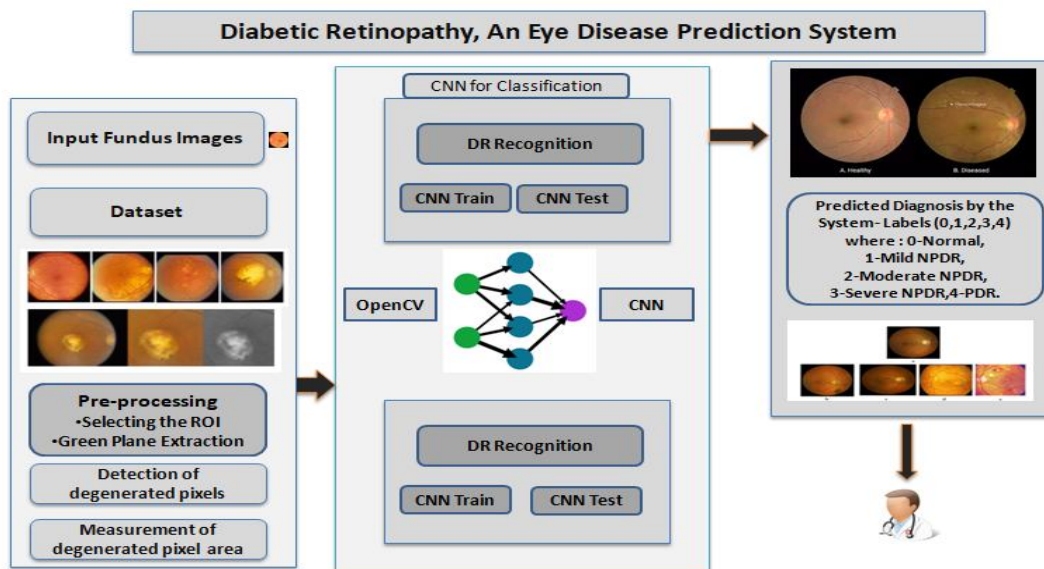 Diabetic Retinopathy, An Eye Disease Prediction System
Input Fundus Images
Dataset
Pre-processing
•Selecting the ROI
•Green Plane Extraction
Detection of
degenerated pixels
Measurement of
degenerated pixel area
CNN for Classification
DR Recognition
CNN Train
CNN Test
OpenCV
CNN
DR Recognition
CNN Train
CNN Test
A. Healthy
B. Diseased
Predicted Diagnosis by the
System- Labels (0,1,2,3,4)
where : 0-Normal,
1-Mild NPDR,
2-Moderate NPDR,
3-Severe NPDR,4-PDR.